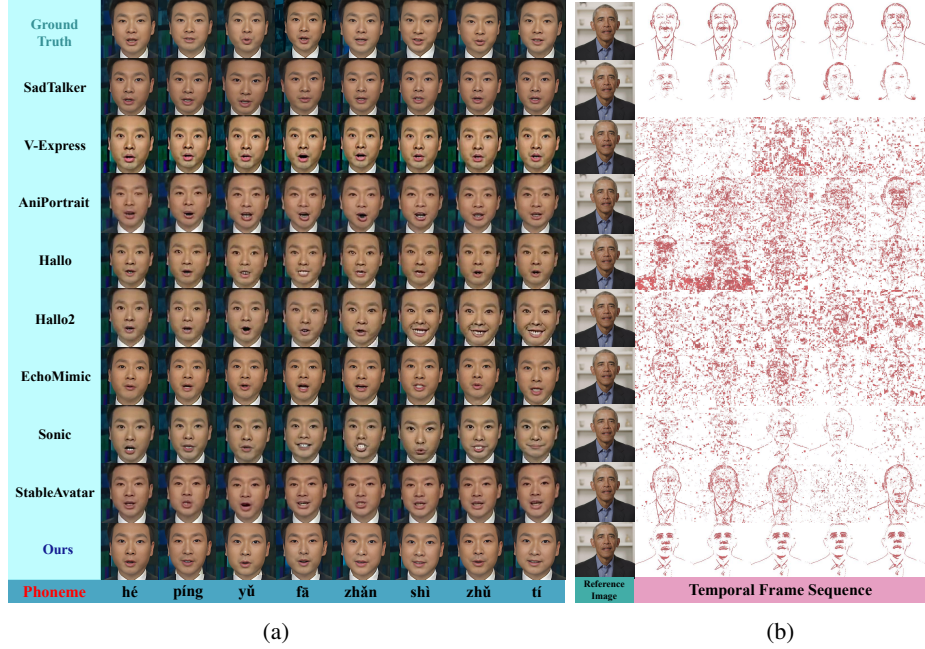 Ground
Truth
SadTalker
V-Express
AniPortrait
Hallo
Hallo2
EchoMimic
Sonic
StableAvatar
Ours
Phoneme hé píng yǔ fā zhǎn shì zhǔ tí
Reference
Image
Temporal Frame Sequence
(a)
(b)